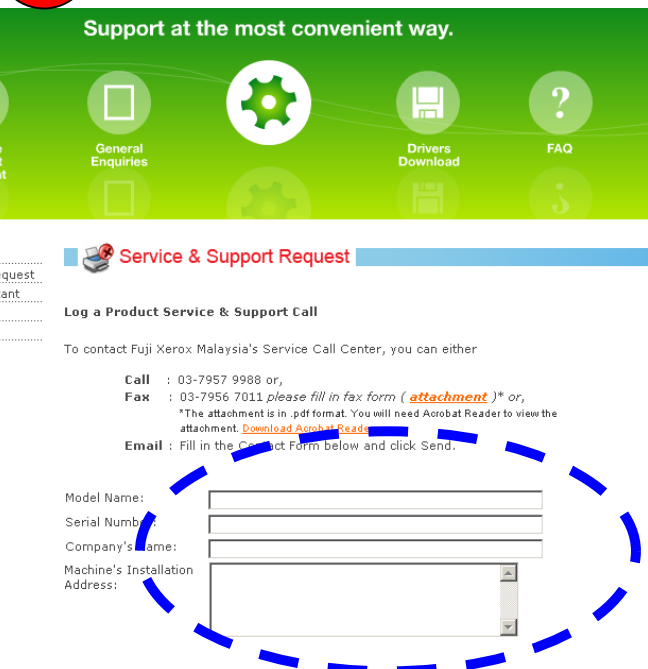 Support at the most convenient way.
General
Enquiries
Drivers
Download
?
FAQ
Service & Support Request
quest
tant
Log a Product Service & Support Call
To contact Fuji Xerox Malaysia's Service Call Center, you can either
Call : 03-7957 9988 or,
Fax : 03-7956 7011 please fill in fax form ( attachment )* or,
*The attachment is in .pdf format. You will need Acrobat Reader to view the
attachment. Download Acrobat Reade
Email : Fill in the Contact Form below and click Send.
Model Name:
Serial Number:
Company's Name:
Machine's Installation
Address: